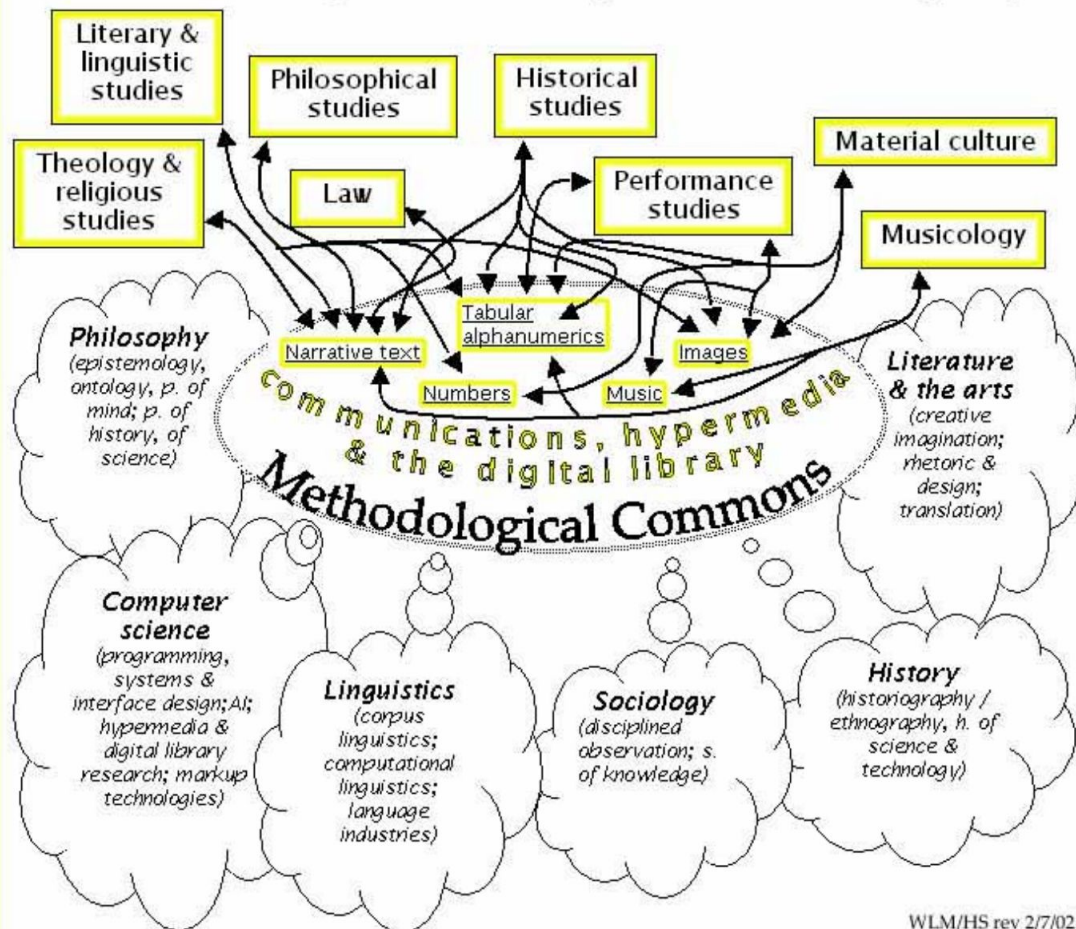 Literary &
linguistic
studies
Philosophical
studies
Historical
studies
Material culture
Theology &
religious
studies
Law
Performance
studies
Musicology
Narrative text
Tabular
alphanumerics
Images
Numbers
Music
communications, hypermedia
& the digital library
Methodological Commons
Philosophy
(epistemology,
ontology, p. of
mind; p. of
history, of
science)
Literature
& the arts
(creative
imagination;
rhetoric &
design;
translation)
Computer
science
(programming,
systems &
interface design;AI;
hypermedia &
digital library
research; markup
technologies)
Linguistics
(corpus
linguistics;
computational
linguistics;
language
industries)
Sociology
(disciplined
observation; s.
of knowledge)
History
(historiography /
ethnography, h. of
science &
technology)
WLM/HS rev 2/7/02